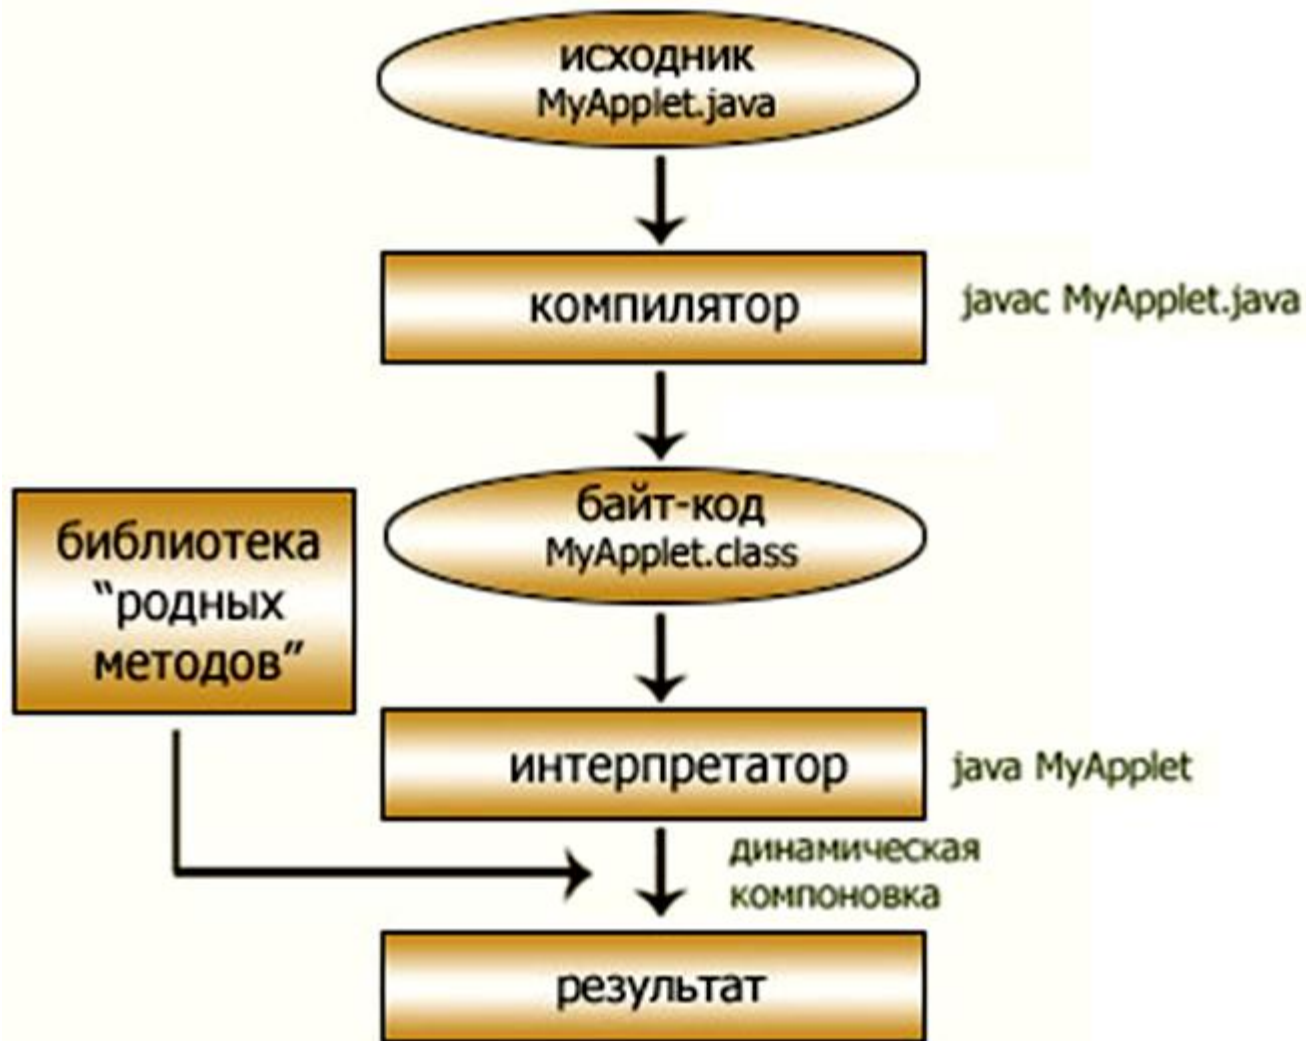 исходник
MyApplet.java
компилятор
javac MyApplet.java
байт-код
MyApplet.class
библиотека
“родных
методов”
интерпретатор
java MyApplet
динамическая
компоновка
результат